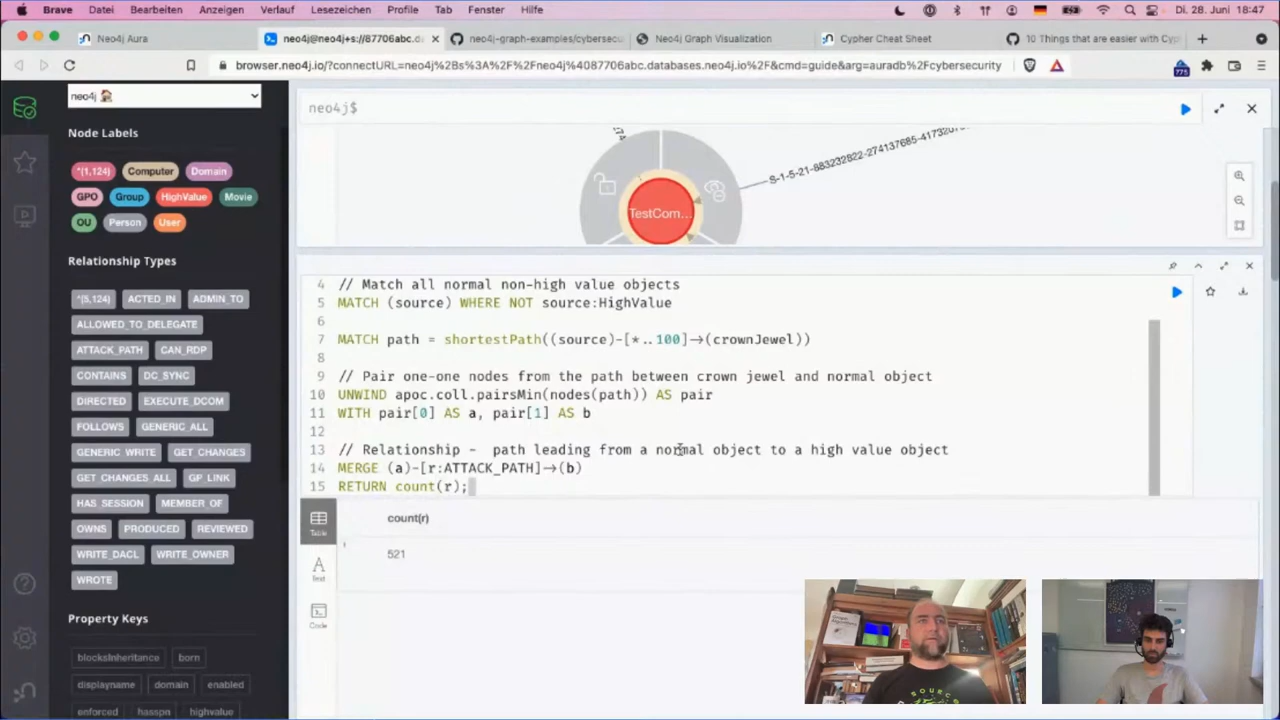 Brave Datei Bearbeiten Anzeigen Verlauf Lesezeichen Profile Tab Fenster Hilfe Di. 28. Juni 18:47
Neo4j Aura
neo4j@neo4j+s://87706abc.d
neo4j-graph-examples/cybersecu
Neo4j Graph Visualization
Cypher Cheat Sheet
10 Things that are easier with Cyp
browser.neo4j.io/?connectURL=neo4j%2Bs%3A%2F%2Fneo4j%4087706abc.databases.neo4j.io%2F&cmd=guide&arg=auradb%2Fcybersecurity
775
neo4j
neo4j$
Node Labels
*(1,124) Computer Domain
GPO Group HighValue Movie
OU Person User
Relationship Types
*(5,124) ACTED_IN ADMIN_TO
ALLOWED_TO_DELEGATE
ATTACK_PATH CAN_RDP
CONTAINS DC_SYNC
DIRECTED EXECUTE_DCOM
FOLLOWS GENERIC_ALL
GENERIC_WRITE GET_CHANGES
GET_CHANGES_ALL GP_LINK
HAS_SESSION MEMBER_OF
OWNS PRODUCED REVIEWED
WRITE_DACL WRITE_OWNER
WROTE
Property Keys
blocksInheritance born
displayname domain enabled
enforced hasspn highvalue
TestCom...
4 // Match all normal non-high value objects
5 MATCH (source) WHERE NOT source:HighValue
6
7 MATCH path = shortestPath((source)-[*..100]→(crownJewel))
8
9 // Pair one-one nodes from the path between crown jewel and normal object
10 UNWIND apoc.coll.pairsMin(nodes(path)) AS pair
11 WITH pair[0] AS a, pair[1] AS b
12
13 // Relationship - path leading from a normal object to a high value object
14 MERGE (a)-[r:ATTACK_PATH]→(b)
15 RETURN count(r);
Table
Text
Code
count(r)
521